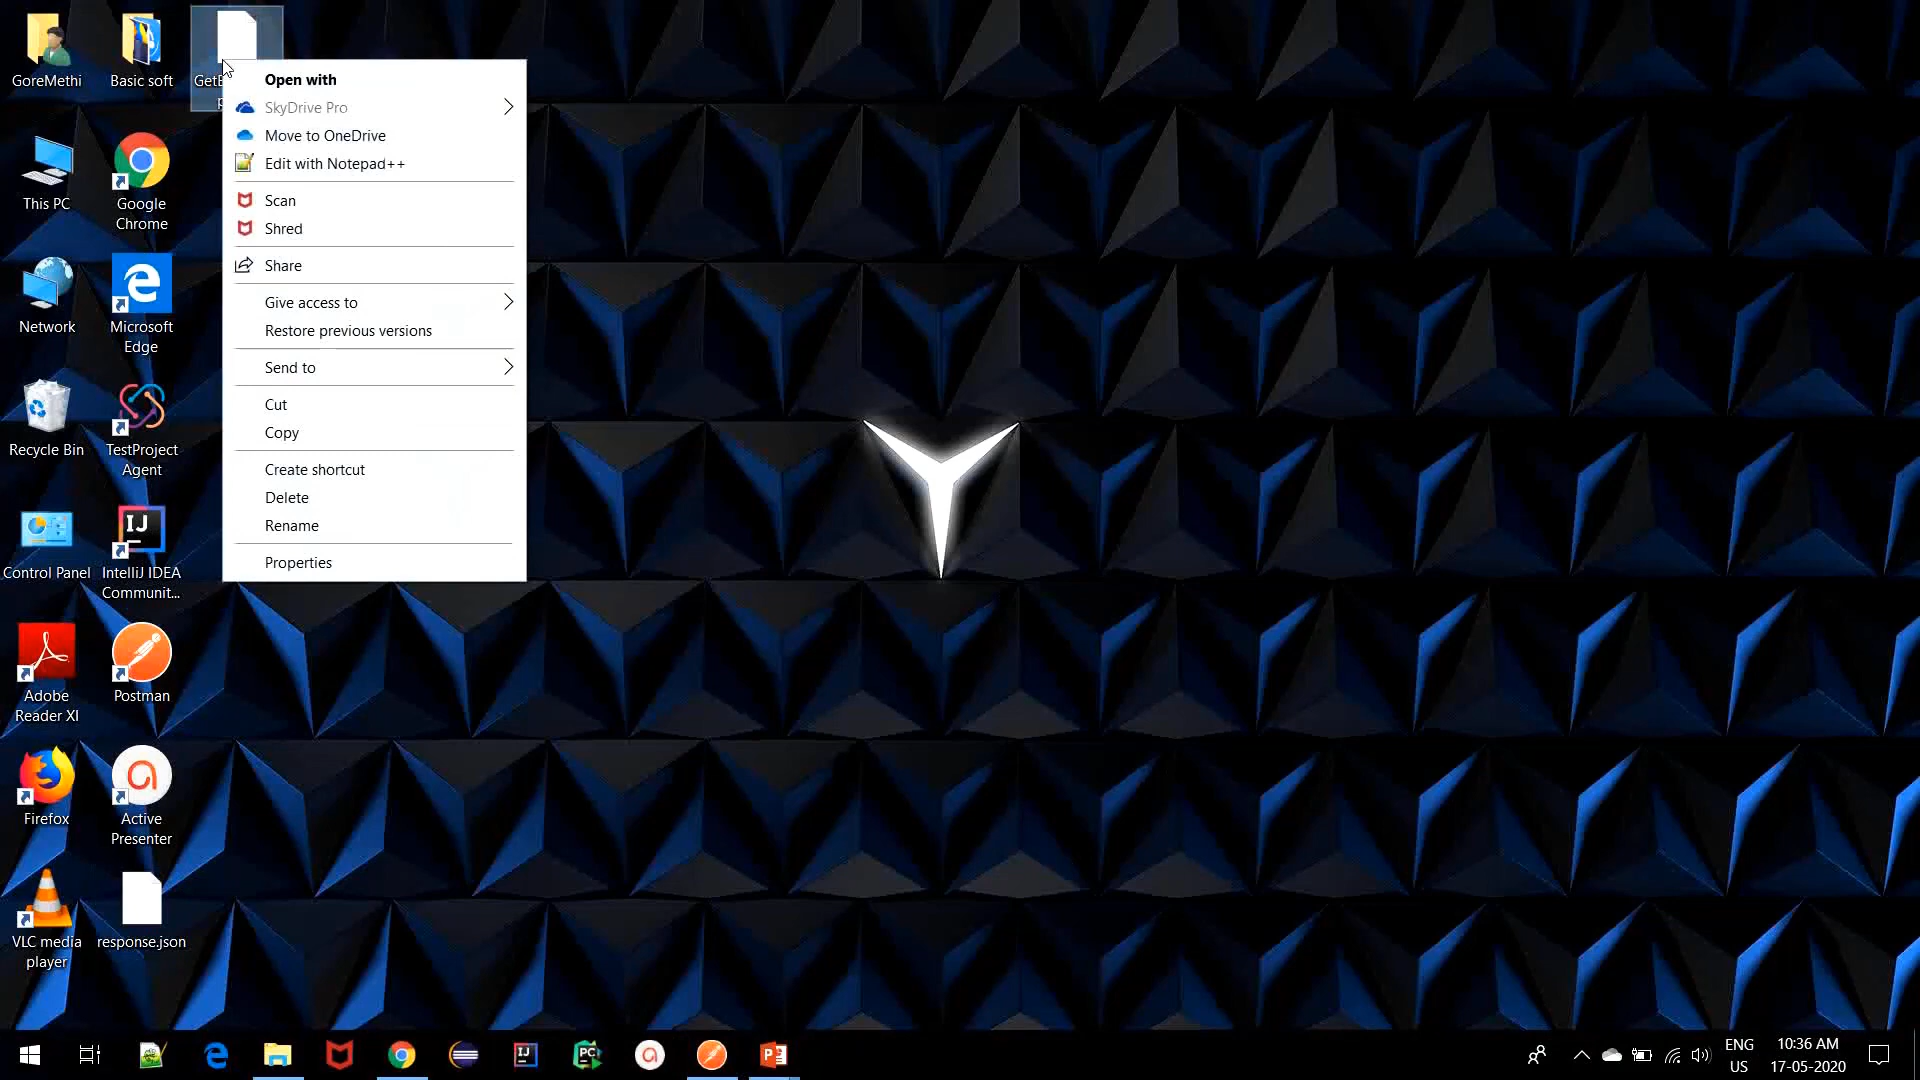 GoreMethi
Basic soft
This PC
Google
Chrome
Network
Microsoft
Edge
Recycle Bin
TestProject
Agent
Control Panel
IntelliJ IDEA
Communit...
Adobe
Reader XI
Postman
Firefox
Active
Presenter
VLC media
player
response.json
Open with
SkyDrive Pro
Move to OneDrive
Edit with Notepad++
Scan
Shred
Share
Give access to
Restore previous versions
Send to
Cut
Copy
Create shortcut
Delete
Rename
Properties
ENG
US
10:36 AM
17-05-2020